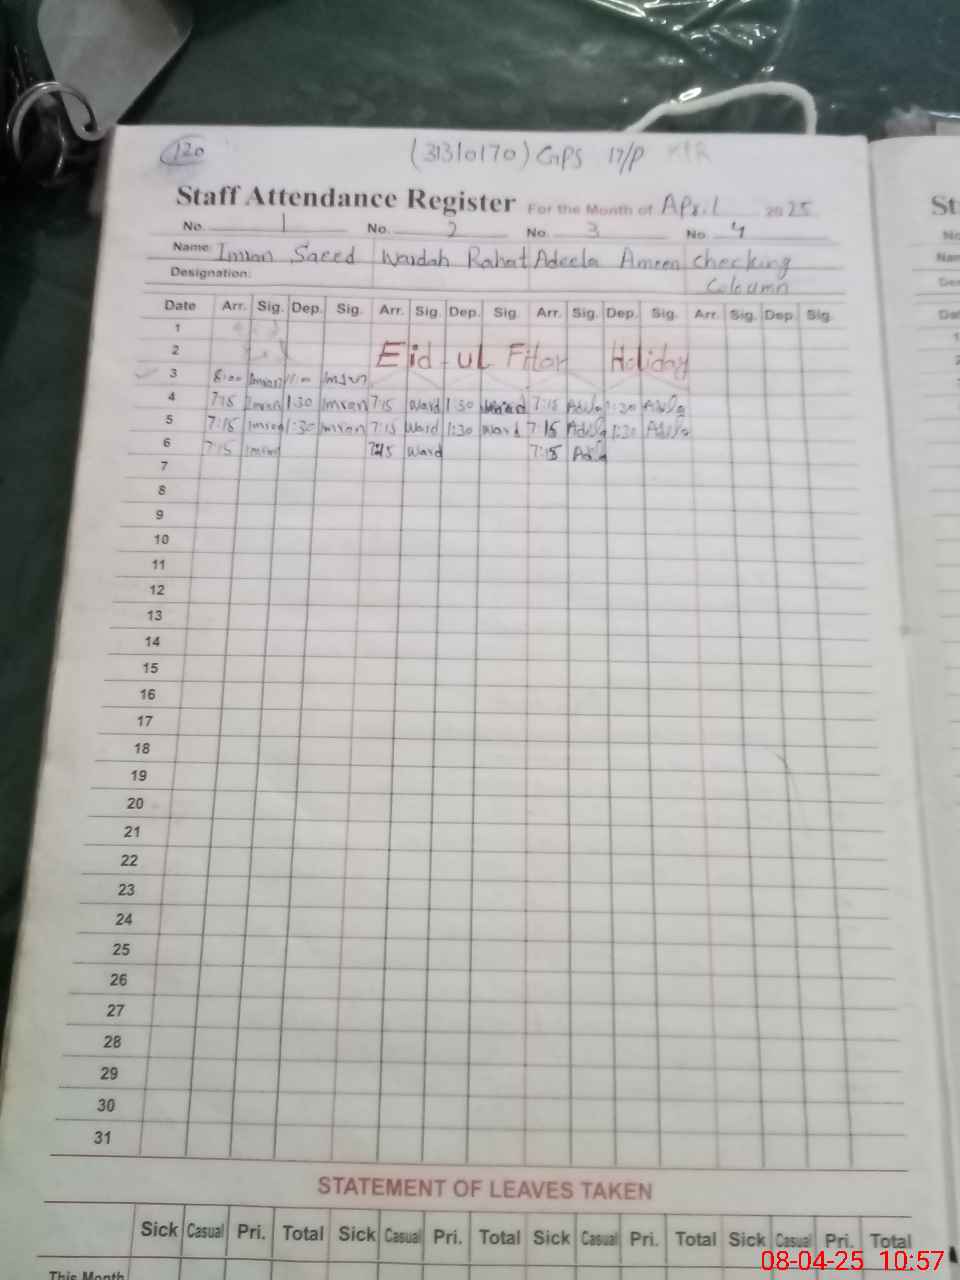 120
(31310170) GPS 17/P
Staff Attendance Register For the Month of April 2025
No. 1 No. 2 No. 3 No. 4
Name: Imran Saeed Wardah Rahat Adeela Ameen Checking
Designation: Coloumn
Date Arr. Sig. Dep. Sig. Arr. Sig. Dep. Sig. Arr. Sig. Dep. Sig. Arr. Sig. Dep. Sig.
1
2 Eid-ul Fitar Holiday
3 8:00 Imran 11:00 Imran
4 7:15 Imran 1:30 Imran 7:15 Ward 1:30 Ward 7:15 Adila 1:30 Adila
5 7:15 Imran 1:30 Imran 7:15 Ward 1:30 Ward 7:15 Adila 1:30 Adila
6 7:15 Imran 7:15 Ward 7:15 Adila
7
8
9
10
11
12
13
14
15
16
17
18
19
20
21
22
23
24
25
26
27
28
29
30
31
STATEMENT OF LEAVES TAKEN
Sick Casual Pri. Total Sick Casual Pri. Total Sick Casual Pri. Total Sick Casual Pri. Total
This Month
08-04-25 10:57